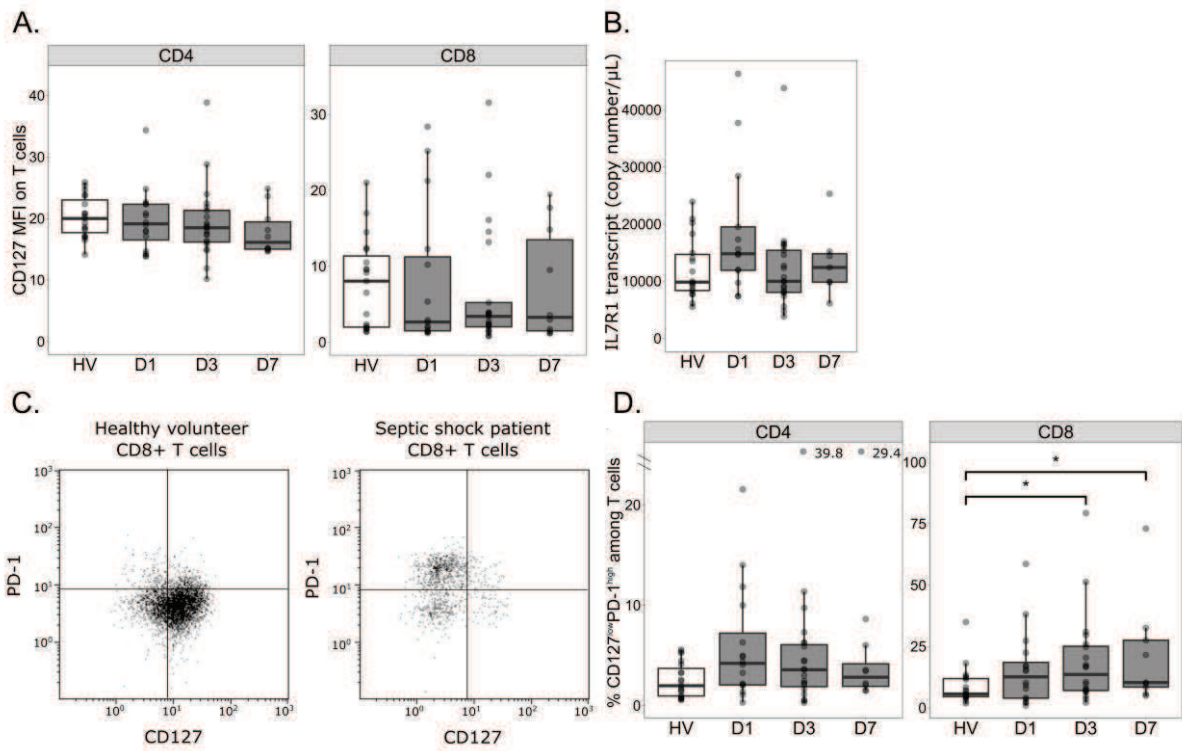 A.
CD4
CD8
CD127 MFI on T cells
40
30
20
10
0
30
20
10
0
HV D1 D3 D7
HV D1 D3 D7
B.
IL7R1 transcript (copy number/µL)
40000
30000
20000
10000
0
HV D1 D3 D7
C.
Healthy volunteer
CD8+ T cells
PD-1
10³
10²
10¹
10⁰
10⁰ 10¹ 10² 10³
CD127
Septic shock patient
CD8+ T cells
PD-1
10³
10²
10¹
10⁰
10⁰ 10¹ 10² 10³
CD127
D.
CD4
CD8
% CD127ˡᵒʷPD-1ʰⁱᵍʰ among T cells
39.8 29.4
20
10
0
HV D1 D3 D7
100
75
50
25
0
*
*
HV D1 D3 D7